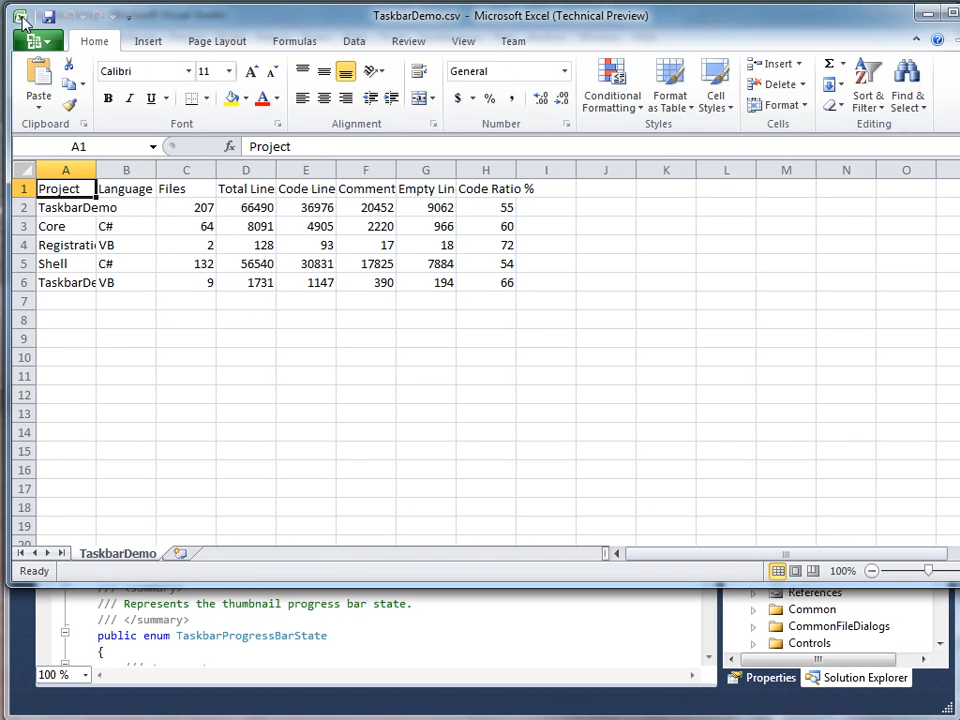 TaskbarDemo.csv - Microsoft Excel (Technical Preview)
Home Insert Page Layout Formulas Data Review View Team
Calibri 11 General
Paste
Conditional Formatting
Format as Table
Cell Styles
Insert
Delete
Format
Sort & Filter
Find & Select
Clipboard Font Alignment Number Styles Cells Editing
A1 fx Project
A B C D E F G H I J K L M N O
1 Project Language Files Total Line Code Line Comment Empty Lin Code Ratio %
2 TaskbarDemo 207 66490 36976 20452 9062 55
3 Core C# 64 8091 4905 2220 966 60
4 Registrati VB 2 128 93 17 18 72
5 Shell C# 132 56540 30831 17825 7884 54
6 TaskbarDe VB 9 1731 1147 390 194 66
7
8
9
10
11
12
13
14
15
16
17
18
19
20
TaskbarDemo
Ready 100%
/// <summary>
/// Represents the thumbnail progress bar state.
/// </summary>
public enum TaskbarProgressBarState
{
100 %
References
Common
CommonFileDialogs
Controls
Properties Solution Explorer